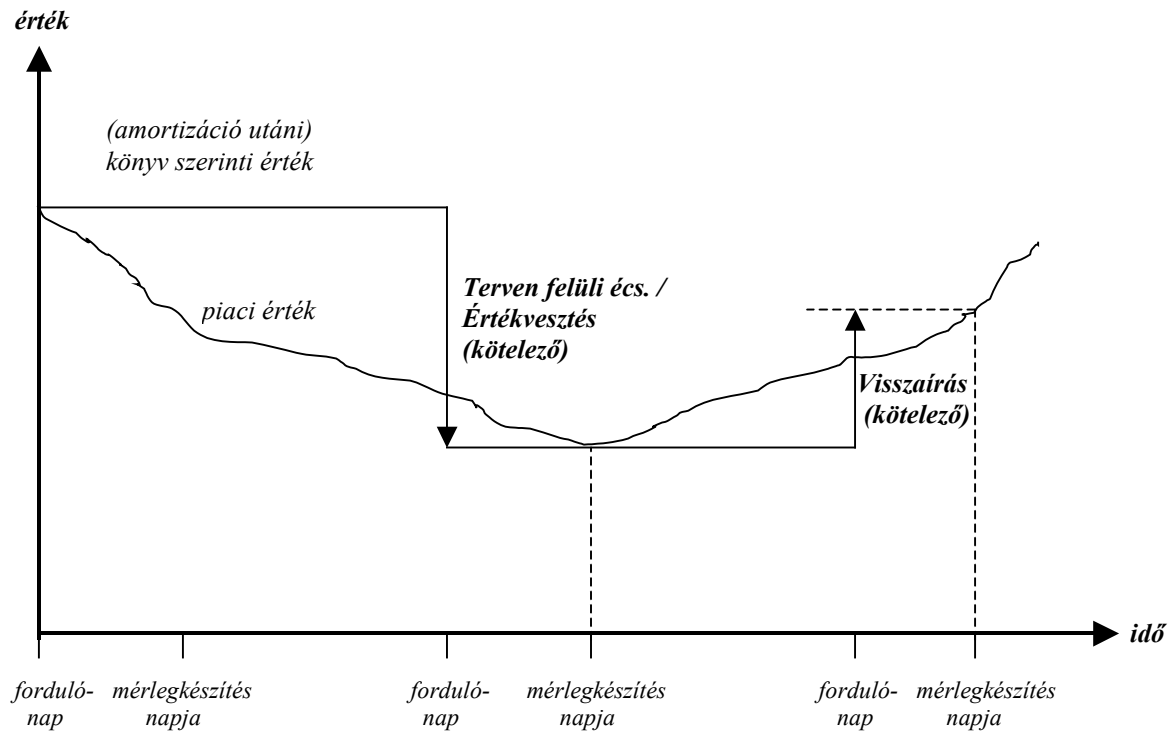 érték
(amortizáció utáni)
könyv szerinti érték
piaci érték
Terven felüli écs. /
Értékvesztés
(kötelező)
Visszaírás
(kötelező)
idő
forduló-
nap
mérlegkészítés
napja
forduló-
nap
mérlegkészítés
napja
forduló-
nap
mérlegkészítés
napja